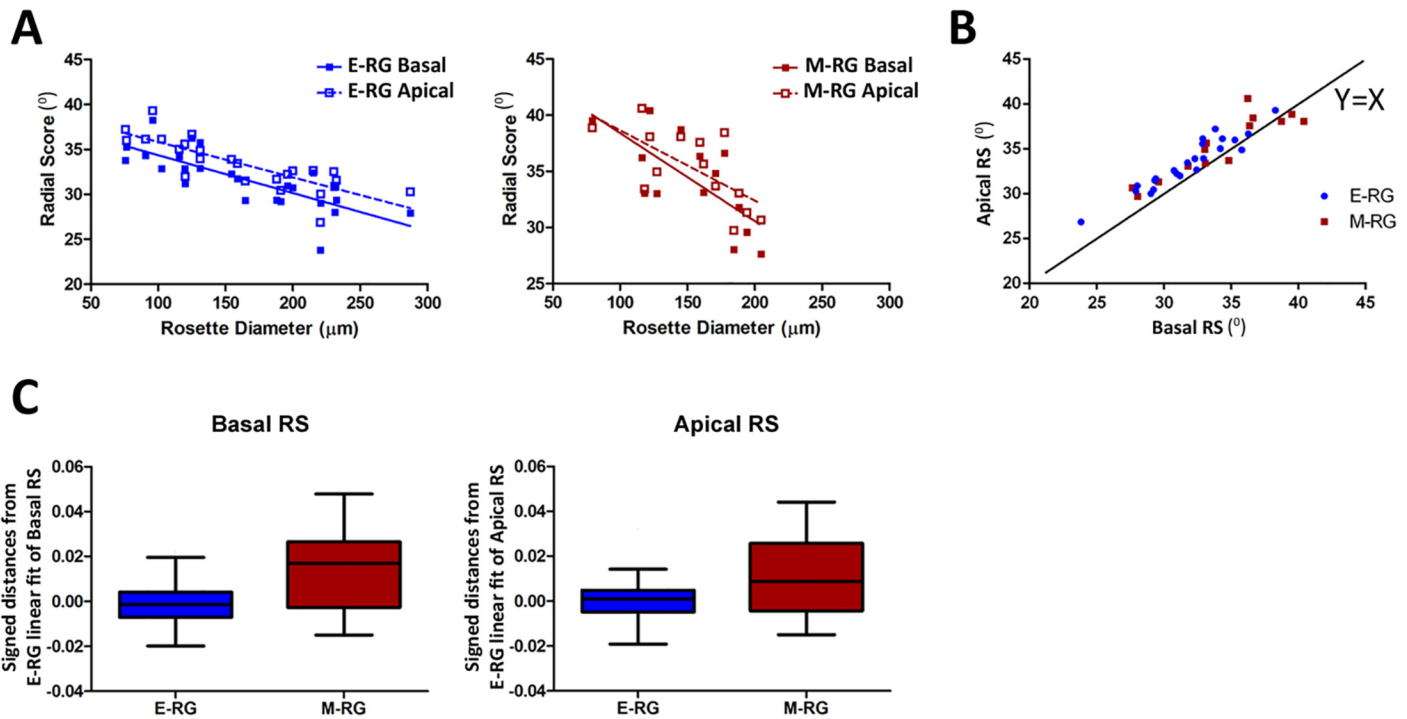 A
B
E-RG Basal
E-RG Apical
Radial Score (⁰)
45
40
35
30
25
20
50
100
150
200
250
300
Rosette Diameter (μm)
M-RG Basal
M-RG Apical
Radial Score (⁰)
45
40
35
30
25
50
100
150
200
250
300
Rosette Diameter (μm)
Y=X
Apical RS (⁰)
45
40
35
30
25
20
20
25
30
35
40
45
Basal RS (⁰)
E-RG
M-RG
C
Basal RS
Signed distances from
E-RG linear fit of Basal RS
0.06
0.04
0.02
0.00
-0.02
-0.04
E-RG
M-RG
Apical RS
Signed distances from
E-RG linear fit of Apical RS
0.06
0.04
0.02
0.00
-0.02
-0.04
E-RG
M-RG